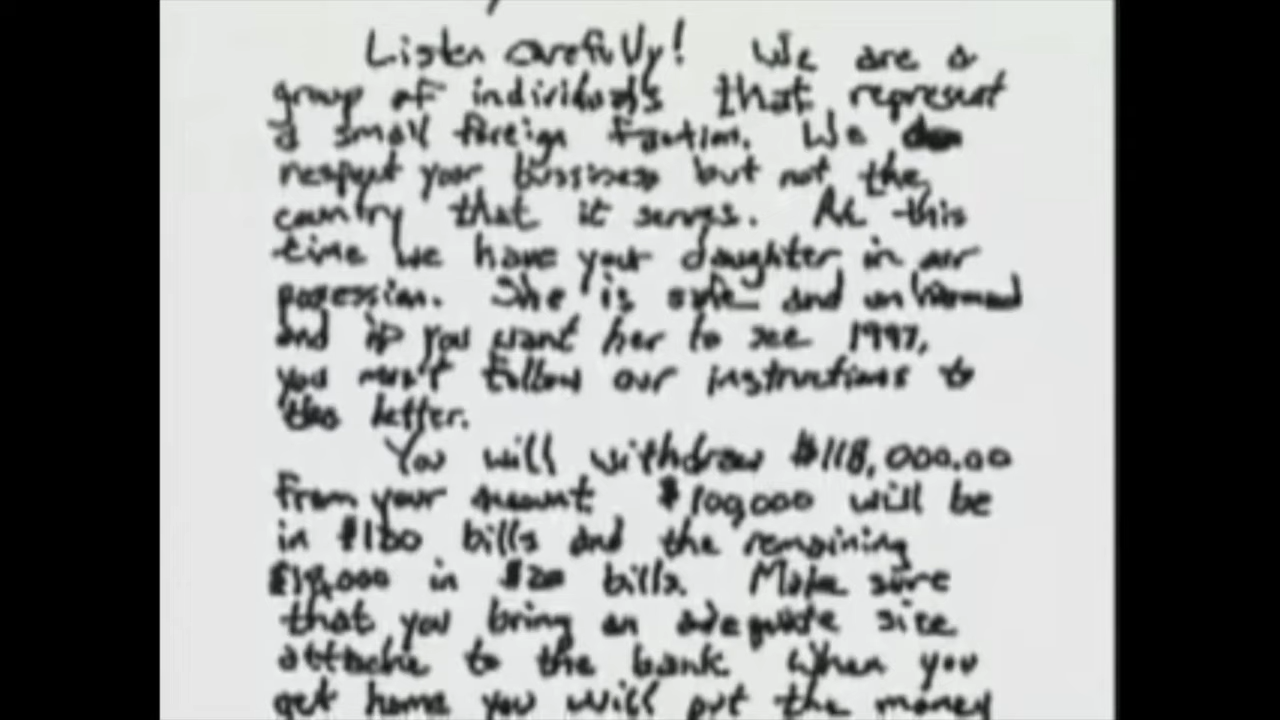 Listen carefully! We are a
group of individuals that represent
a small foreign faction. We
respect your bussiness but not the
country that it serves. At this
time we have your daughter in our
posession. She is safe and unharmed
and if you want her to see 1997,
you must follow our instructions to
the letter.
You will withdraw $118,000.00
from your account. $100,000 will be
in $100 bills and the remaining
$18,000 in $20 bills. Make sure
that you bring an adequate size
attache to the bank. When you
get home you will put the money